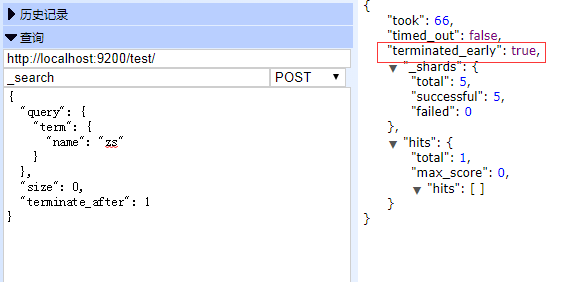 历史记录
查询
http://localhost:9200/test/
_search POST
{
"query": {
"term": {
"name": "zs"
}
},
"size": 0,
"terminate_after": 1
}
{
"took": 66,
"timed_out": false,
"terminated_early": true,
"_shards": {
"total": 5,
"successful": 5,
"failed": 0
},
"hits": {
"total": 1,
"max_score": 0,
"hits": [ ]
}
}